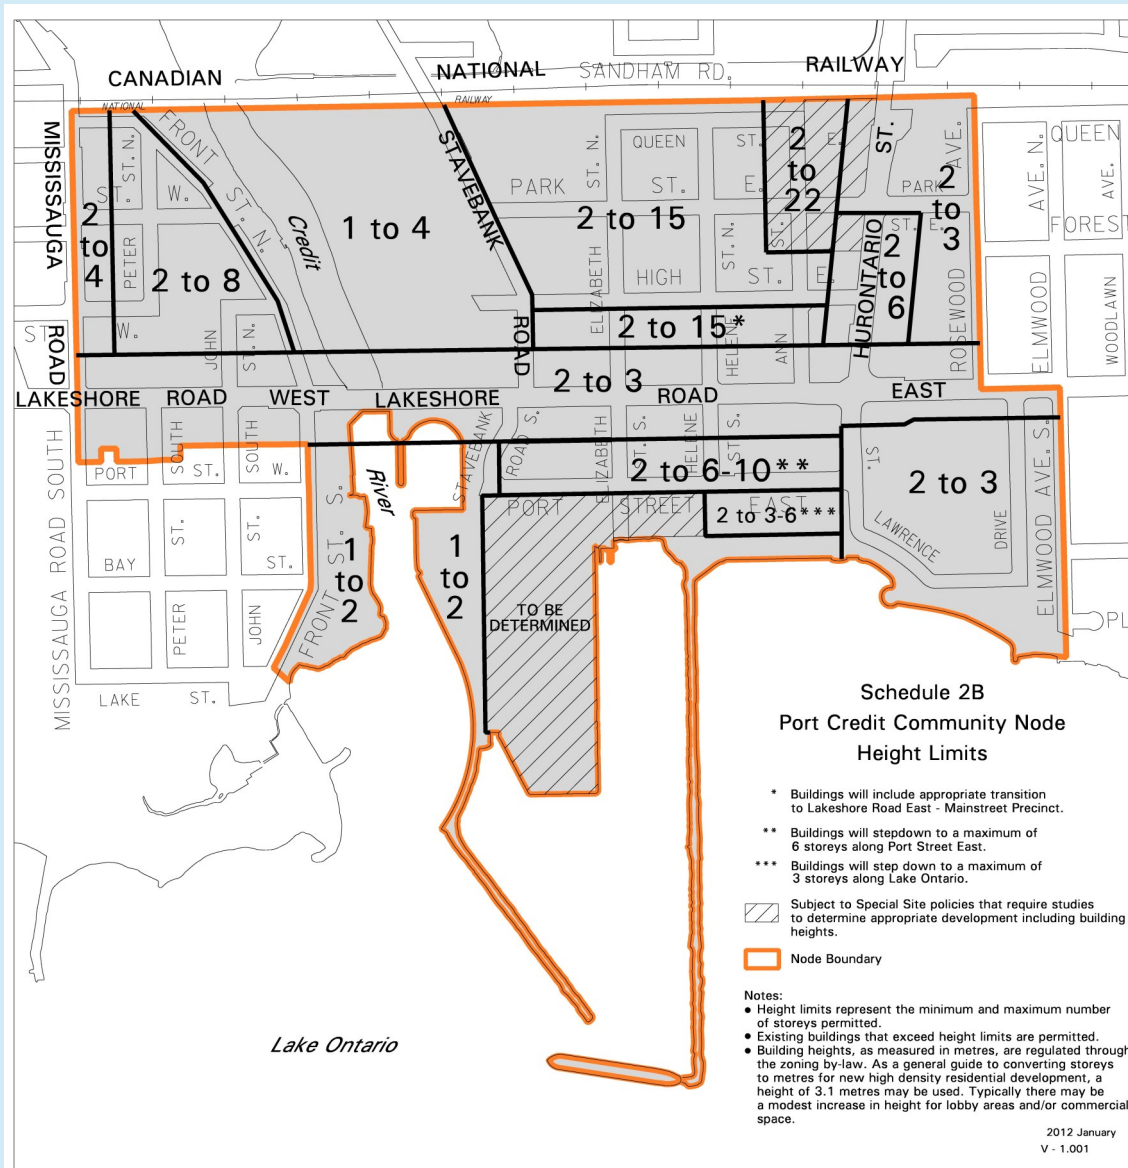 CANADIAN
NATIONAL
SANDHAM RD.
RAILWAY
NATIONAL
RAILWAY
MISSISSAUGA
ROAD
FRONT
ST. N.
STAVEBANK
ROAD
ST. N.
QUEEN
ST.
E.
ST.
AVE.
AVE. N.
QUEEN
ST. N.
ST.
W.
PARK
ST.
E.
PARK
AVE.
FOREST
2
to
4
PETER
2 to 8
Credit
1 to 4
2 to 15
2
to
22
2
to
3
ST.
ST. E.
ELIZABETH
HIGH
ST. N.
ST.
E.
HURONTARIO
2
to
6
ROSEWOOD
ELMWOOD
WOODLAWN
ST.
W.
JOHN
ST. N.
2 to 15*
HELENE
ANN
2 to 3
LAKESHORE
ROAD
WEST
LAKESHORE
ROAD
EAST
MISSISSAUGA ROAD SOUTH
PORT
SOUTH
ST.
SOUTH
W.
River
STAVEBANK
ROAD S.
ELIZABETH
ST. S.
HELENE
ST. S.
2 to 6-10**
ST.
2 to 3
ELMWOOD AVE. S.
PORT
STREET
EAST
2 to 3-6***
LAWRENCE
DRIVE
BAY
ST.
ST.
ST.
FRONT
ST. S.
1
to
2
1
to
2
TO BE
DETERMINED
PETER
JOHN
LAKE
ST.
PL
Schedule 2B
Port Credit Community Node
Height Limits
* Buildings will include appropriate transition
to Lakeshore Road East - Mainstreet Precinct.
** Buildings will stepdown to a maximum of
6 storeys along Port Street East.
*** Buildings will step down to a maximum of
3 storeys along Lake Ontario.
Subject to Special Site policies that require studies
to determine appropriate development including building
heights.
Node Boundary
Notes:
● Height limits represent the minimum and maximum number
of storeys permitted.
● Existing buildings that exceed height limits are permitted.
● Building heights, as measured in metres, are regulated through
the zoning by-law. As a general guide to converting storeys
to metres for new high density residential development, a
height of 3.1 metres may be used. Typically there may be
a modest increase in height for lobby areas and/or commercial
space.
Lake Ontario
2012 January
V - 1.001